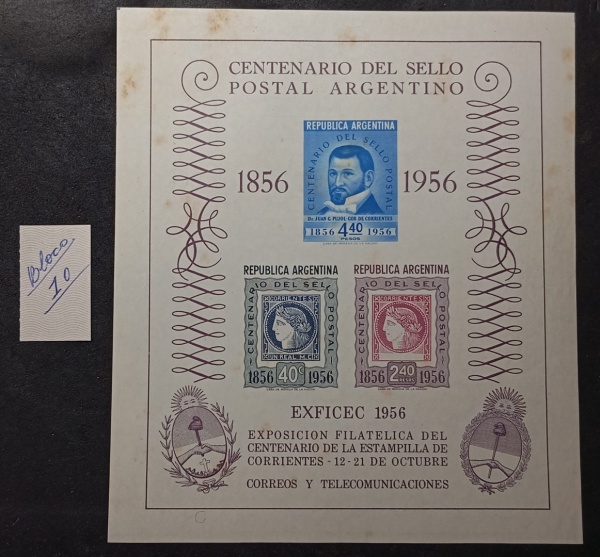 CENTENARIO DEL SELLO
POSTAL ARGENTINO
1856
1956
REPUBLICA ARGENTINA
CENTENARIO DEL SELLO POSTAL
DR. JUAN G. PUJOL-GOB. DE CORRIENTES
4 40
PESOS
1856 1956
REPUBLICA ARGENTINA
CENTENARIO DEL SELLO POSTAL
CORRIENTES
UN REAL M.C.
1856 40c 1956
REPUBLICA ARGENTINA
CENTENARIO DEL SELLO POSTAL
CORRIENTES
1856 2 40 1956
PESOS
EXFICEC 1956
EXPOSICION FILATELICA DEL
CENTENARIO DE LA ESTAMPILLA DE
CORRIENTES - 12-21 DE OCTUBRE
CORREOS Y TELECOMUNICACIONES
Bloco
10